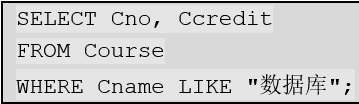 SELECT Cno, Ccredit
FROM Course
WHERE Cname LIKE "数据库";